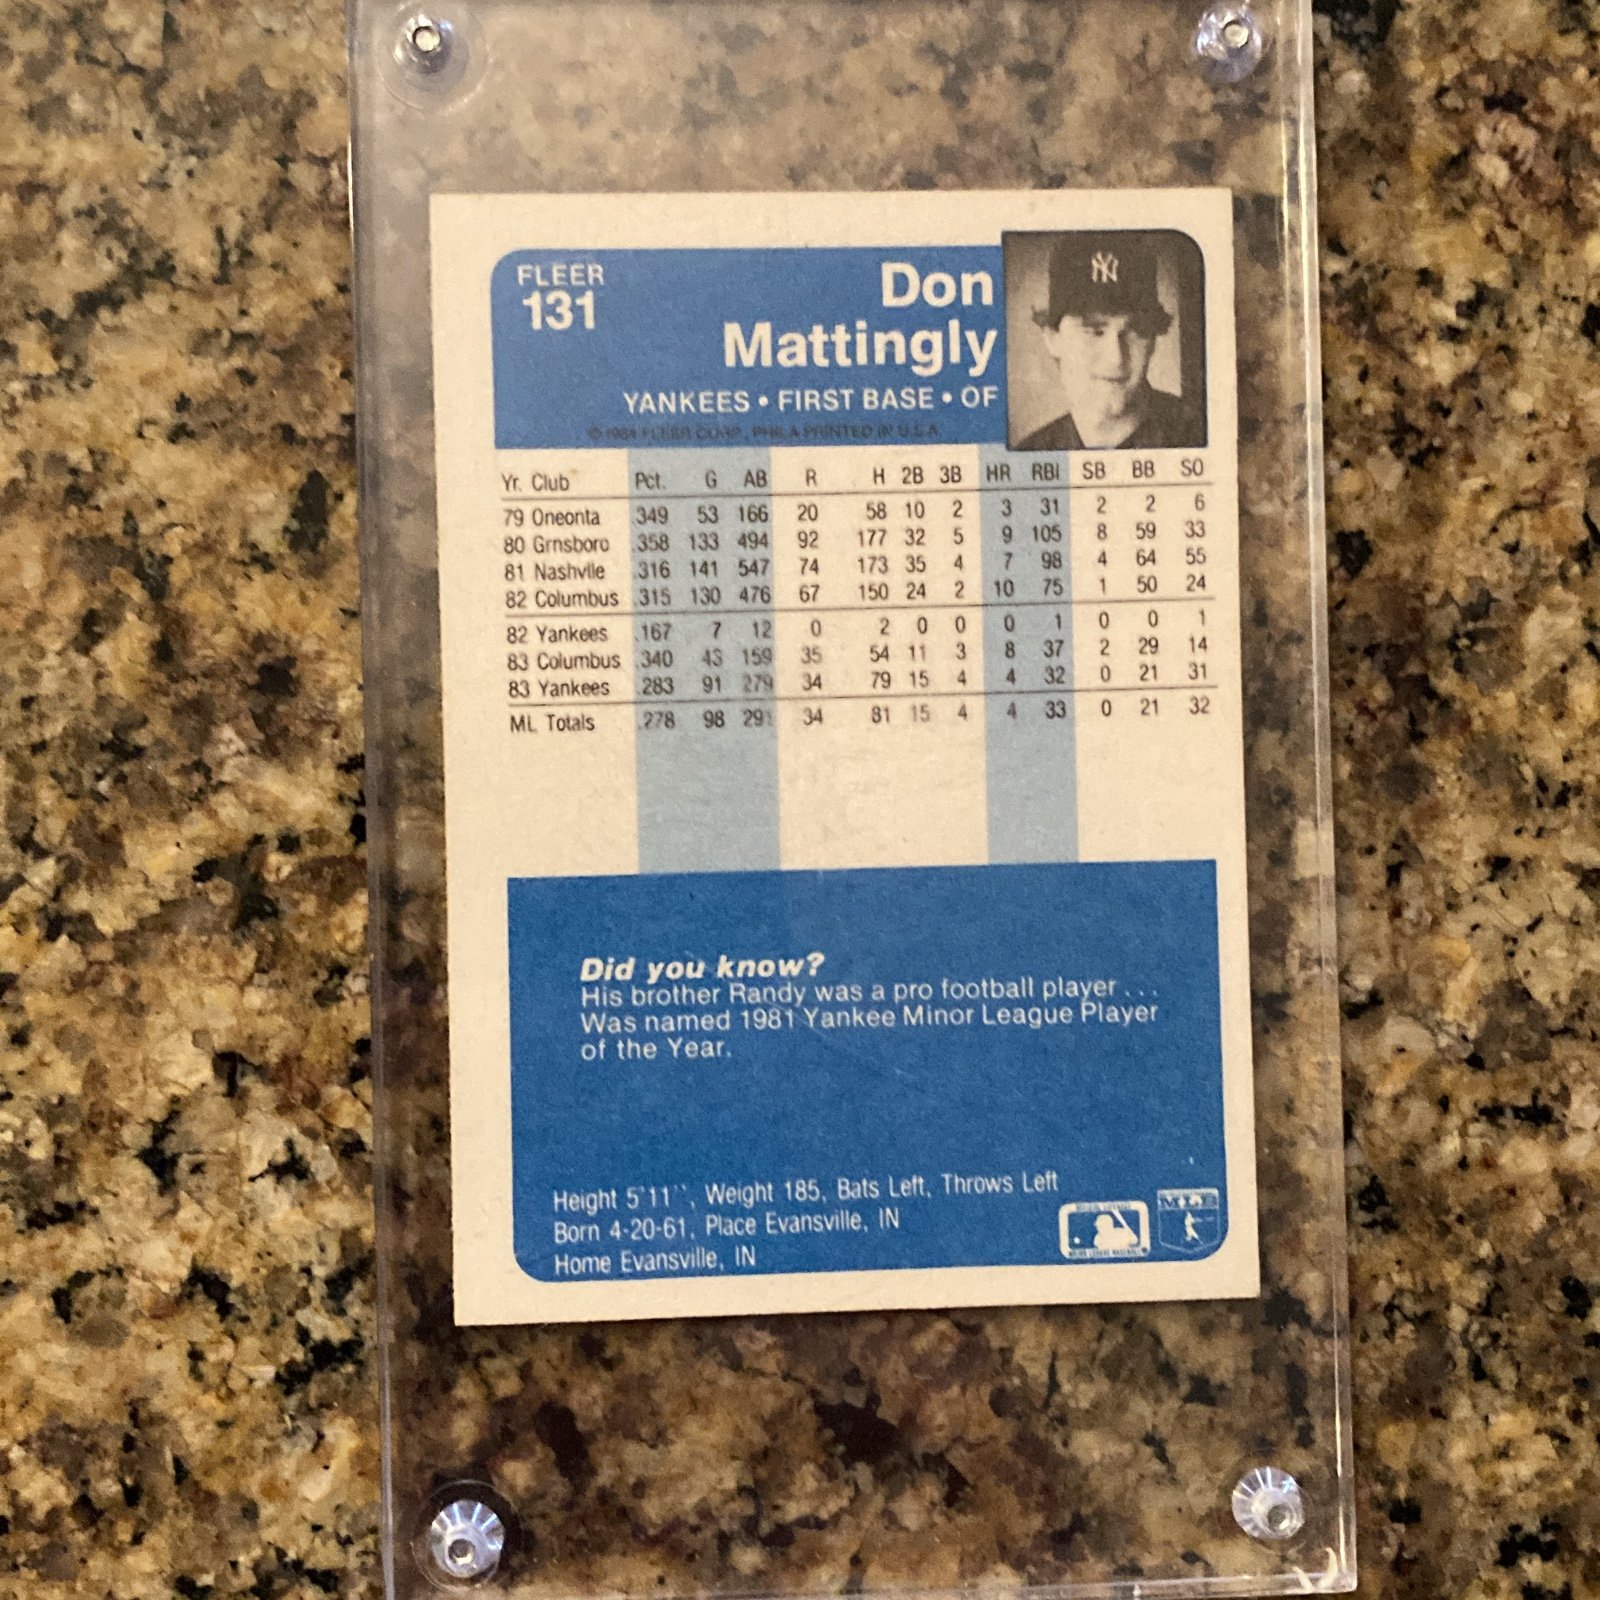 FLEER
131
Don
Mattingly
YANKEES • FIRST BASE • OF
© 1984 FLEER CORP., PHILA PRINTED IN U.S.A.
Yr. Club Pct. G AB R H 2B 3B HR RBI SB BB SO
79 Oneonta .349 53 166 20 58 10 2 3 31 2 2 6
80 Grnsboro .358 133 494 92 177 32 5 9 105 8 59 33
81 Nashvlle .316 141 547 74 173 35 4 7 98 4 64 55
82 Columbus .315 130 476 67 150 24 2 10 75 1 50 24
82 Yankees .167 7 12 0 2 0 0 0 1 0 0 1
83 Columbus .340 43 159 35 54 11 3 8 37 2 29 14
83 Yankees .283 91 279 34 79 15 4 4 32 0 21 31
ML Totals .278 98 291 34 81 15 4 4 33 0 21 32
Did you know?
His brother Randy was a pro football player . . .
Was named 1981 Yankee Minor League Player
of the Year.
Height 5'11'', Weight 185, Bats Left, Throws Left
Born 4-20-61, Place Evansville, IN
Home Evansville, IN